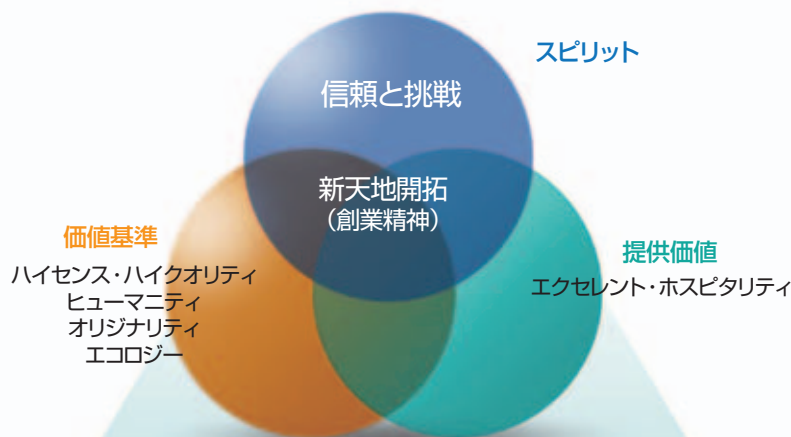 スピリット
信頼と挑戦
新天地開拓
（創業精神）
価値基準
ハイセンス・ハイクオリティ
ヒューマニティ
オリジナリティ
エコロジー
提供価値
エクセレント・ホスピタリティ